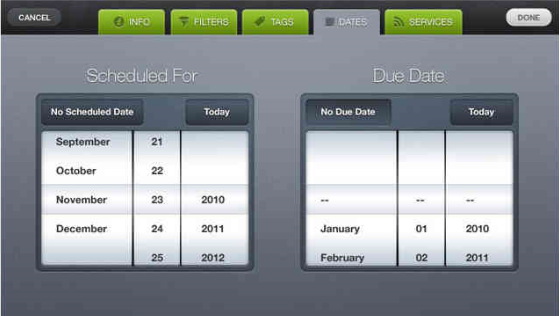 CANCEL INFO FILTERS TAGS DATES SERVICES DONE
Scheduled For
No Scheduled Date Today
September 21
October 22
November 23 2010
December 24 2011
25 2012
Due Date
No Due Date Today
-- -- --
January 01 2010
February 02 2011